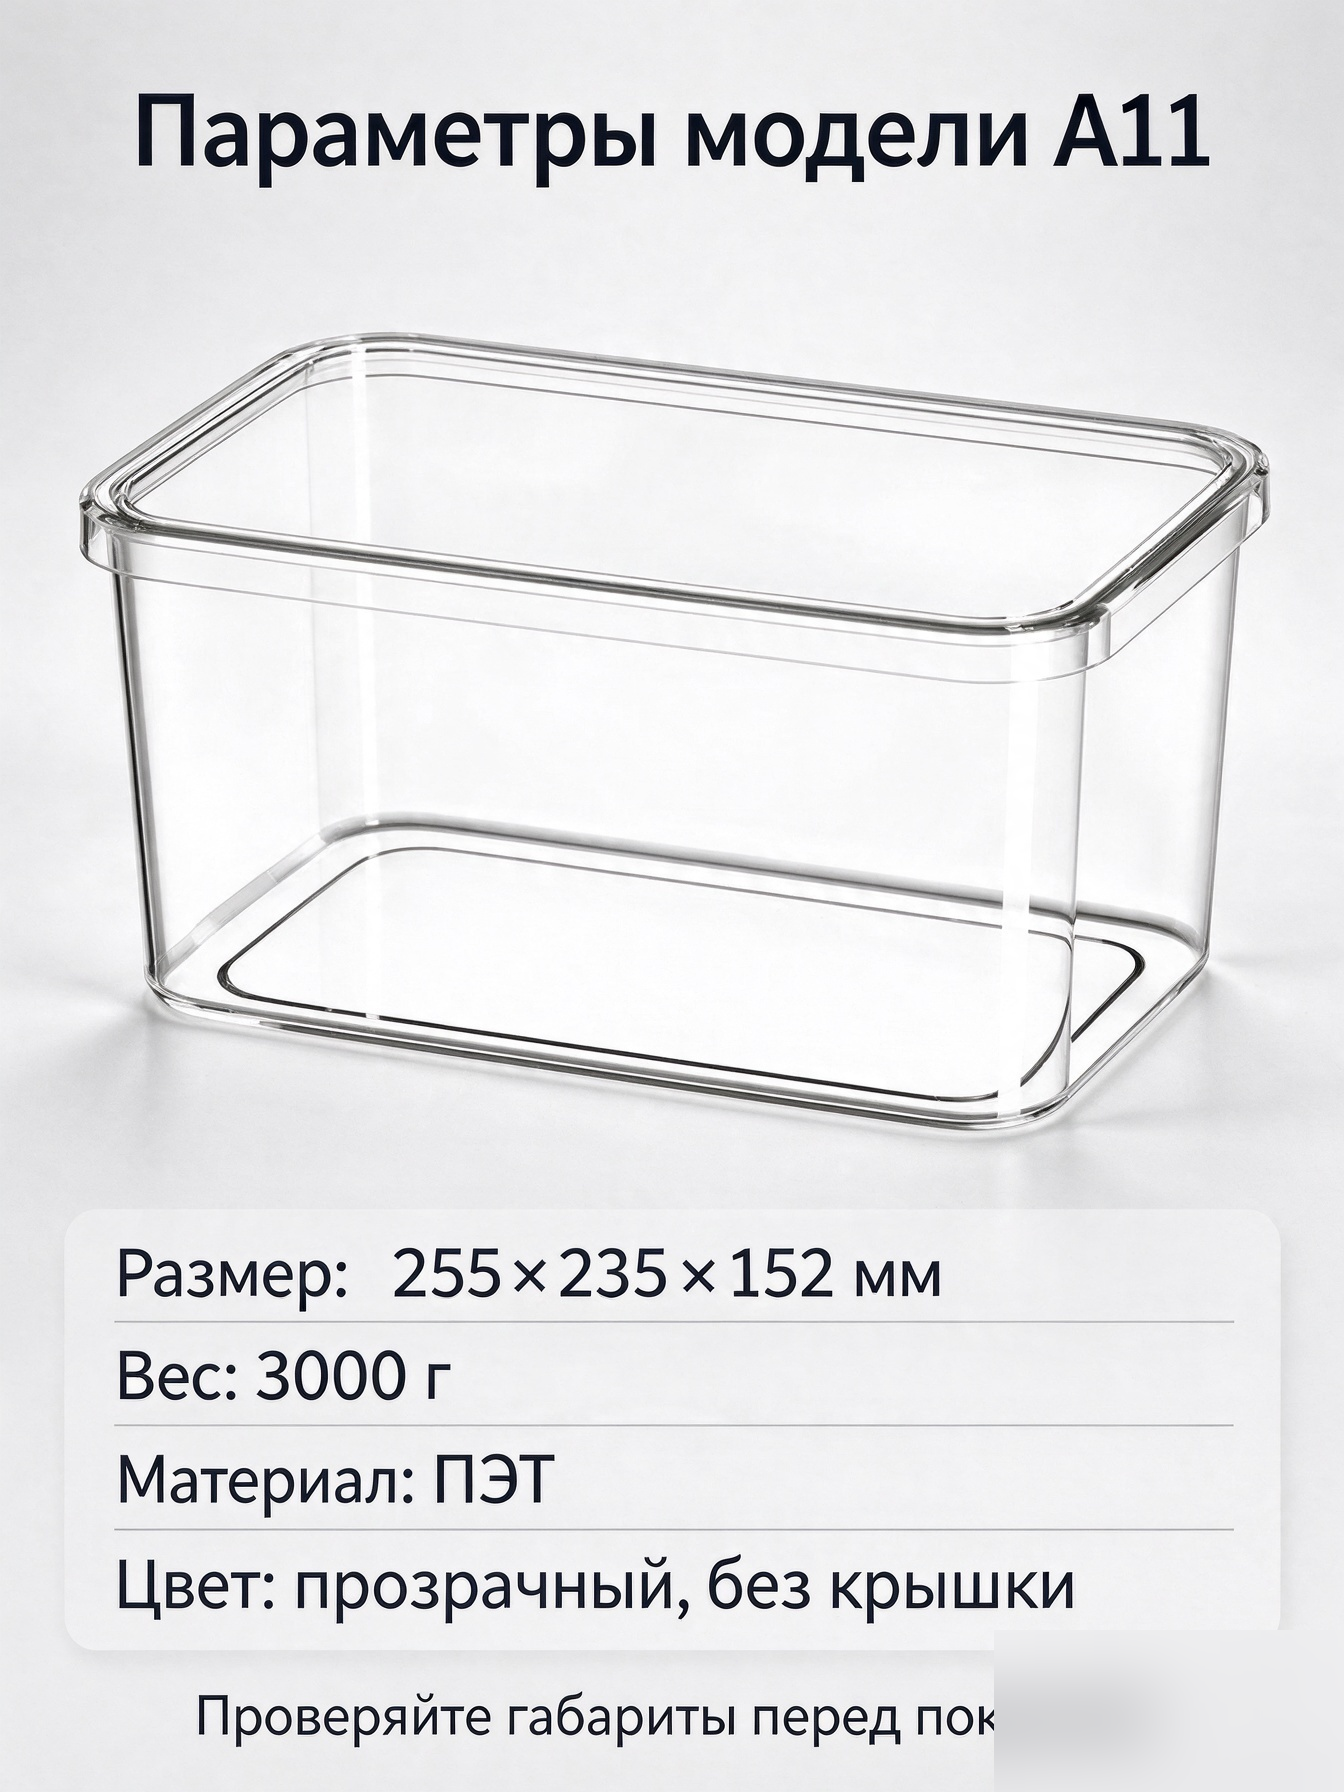 Параметры модели A11
Размер: 255×235×152 мм
Вес: 3000 г
Материал: ПЭТ
Цвет: прозрачный, без крышки
Проверяйте габариты перед